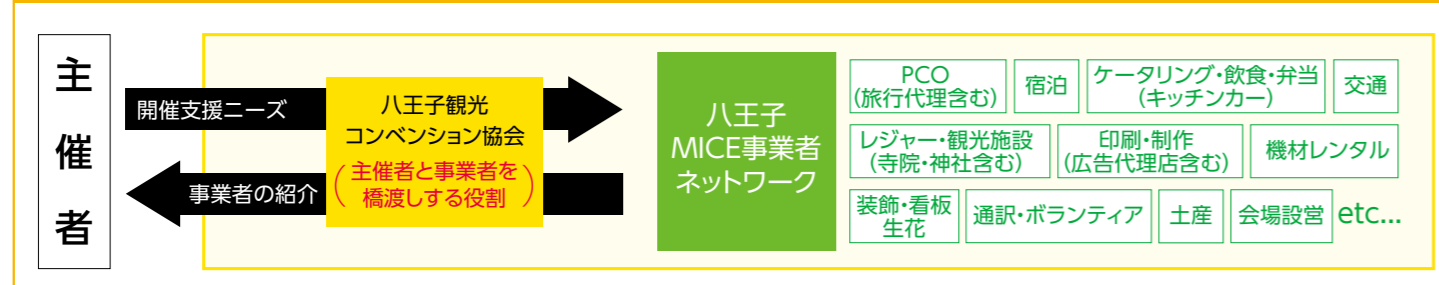 主催者
開催支援ニーズ
事業者の紹介
八王子観光
コンベンション協会
(主催者と事業者を
橋渡しする役割)
八王子
MICE事業者
ネットワーク
PCO
(旅行代理含む)
宿泊
ケータリング・飲食・弁当
(キッチンカー)
交通
レジャー・観光施設
(寺院・神社含む)
印刷・制作
(広告代理店含む)
機材レンタル
装飾・看板
生花
通訳・ボランティア
土産
会場設営
etc...